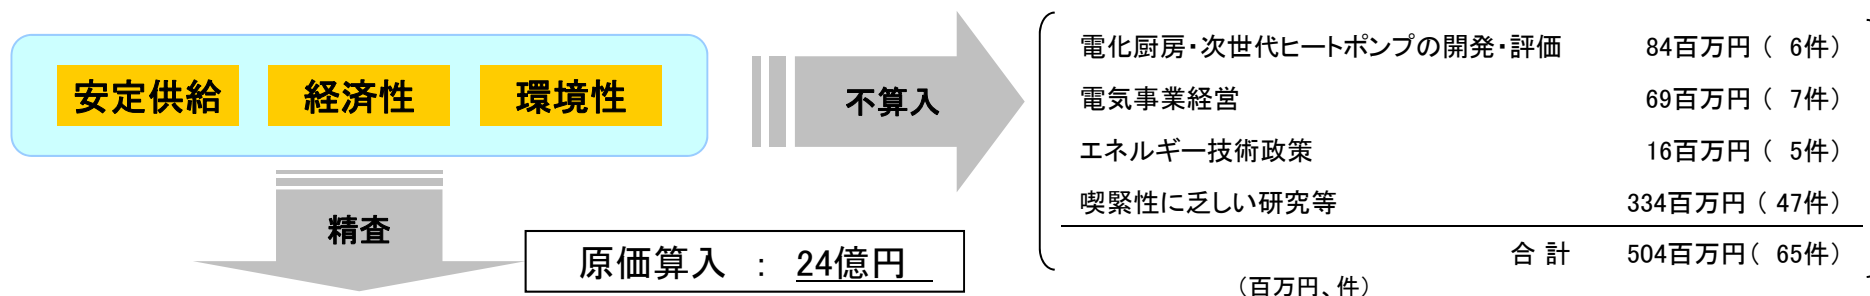 安定供給 経済性 環境性
不算入
電化厨房・次世代ヒートポンプの開発・評価 84百万円 ( 6件)
電気事業経営 69百万円 ( 7件)
エネルギー技術政策 16百万円 ( 5件)
喫緊性に乏しい研究等 334百万円 ( 47件)
合 計 504百万円( 65件)
精査
原価算入 : 24億円
(百万円、件)